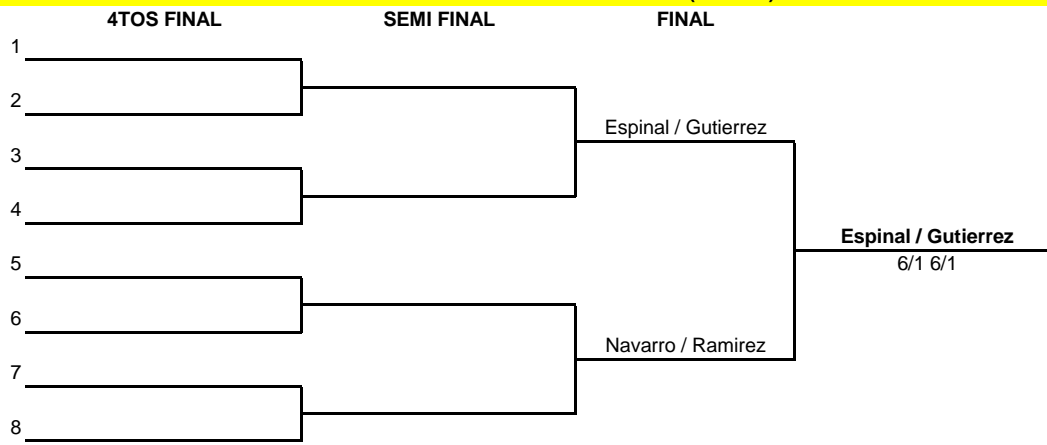 4TOS FINAL SEMI FINAL FINAL
1
2
Espinal / Gutierrez
3
4
Espinal / Gutierrez
6/1 6/1
5
6
Navarro / Ramirez
7
8